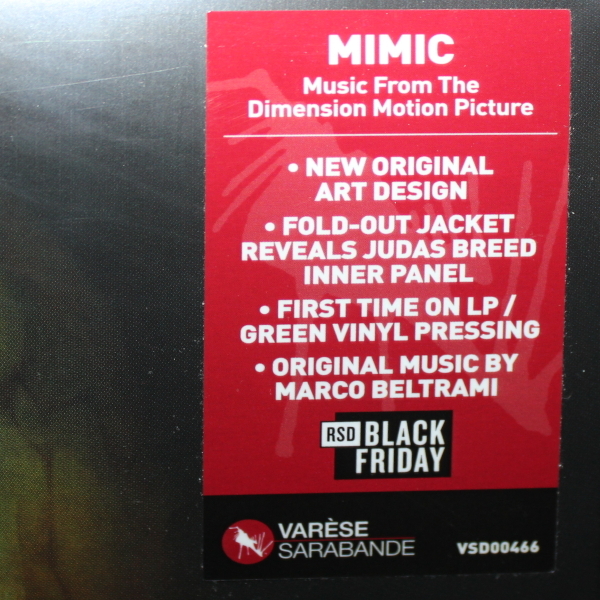 MIMIC
Music From The
Dimension Motion Picture
• NEW ORIGINAL
ART DESIGN
• FOLD-OUT JACKET
REVEALS JUDAS BREED
INNER PANEL
• FIRST TIME ON LP /
GREEN VINYL PRESSING
• ORIGINAL MUSIC BY
MARCO BELTRAMI
RSD BLACK
FRIDAY
VARÈSE
SARABANDE
VSD00466